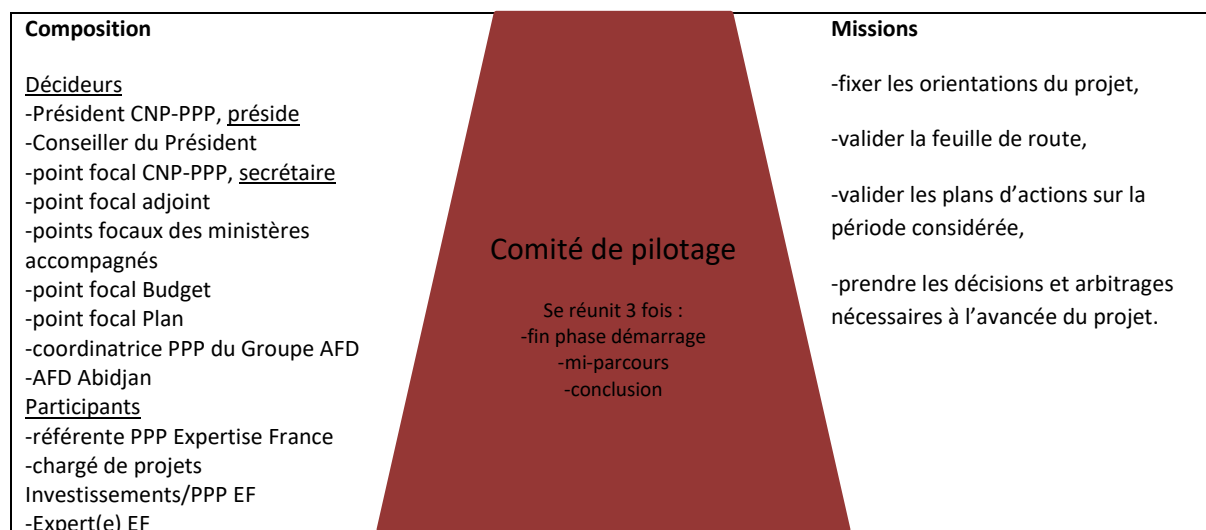 Composition
Décideurs
-Président CNP-PPP, préside
-Conseiller du Président
-point focal CNP-PPP, secrétaire
-point focal adjoint
-points focaux des ministères
accompagnés
-point focal Budget
-point focal Plan
-coordinatrice PPP du Groupe AFD
-AFD Abidjan
Participants
-référente PPP Expertise France
-chargé de projets
Investissements/PPP EF
-Expert(e) EF
Comité de pilotage
Se réunit 3 fois :
-fin phase démarrage
-mi-parcours
-conclusion
Missions
-fixer les orientations du projet,
-valider la feuille de route,
-valider les plans d’actions sur la
période considérée,
-prendre les décisions et arbitrages
nécessaires à l’avancée du projet.